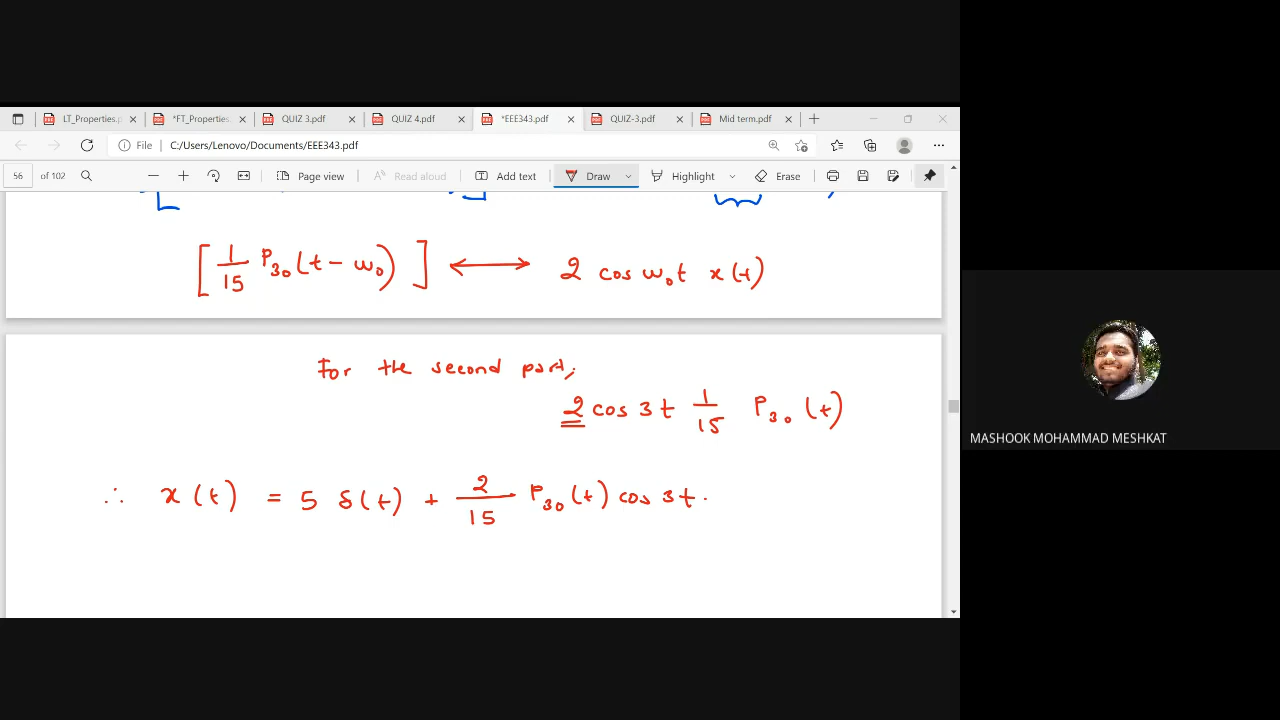 LT_Properties.p
*FT_Properties.
QUIZ 3.pdf
QUIZ 4.pdf
*EEE343.pdf
QUIZ-3.pdf
Mid term.pdf
File C:/Users/Lenovo/Documents/EEE343.pdf
56 of 102 Page view Read aloud Add text Draw Highlight Erase
[1/15 P₃₀(t - ω₀)] ⟷ 2 cos ω₀t x(t)
For the second part,
2 cos 3t 1/15 P₃₀(t)
∴ x(t) = 5 δ(t) + 2/15 P₃₀(t) cos 3t.
MASHOOK MOHAMMAD MESHKAT